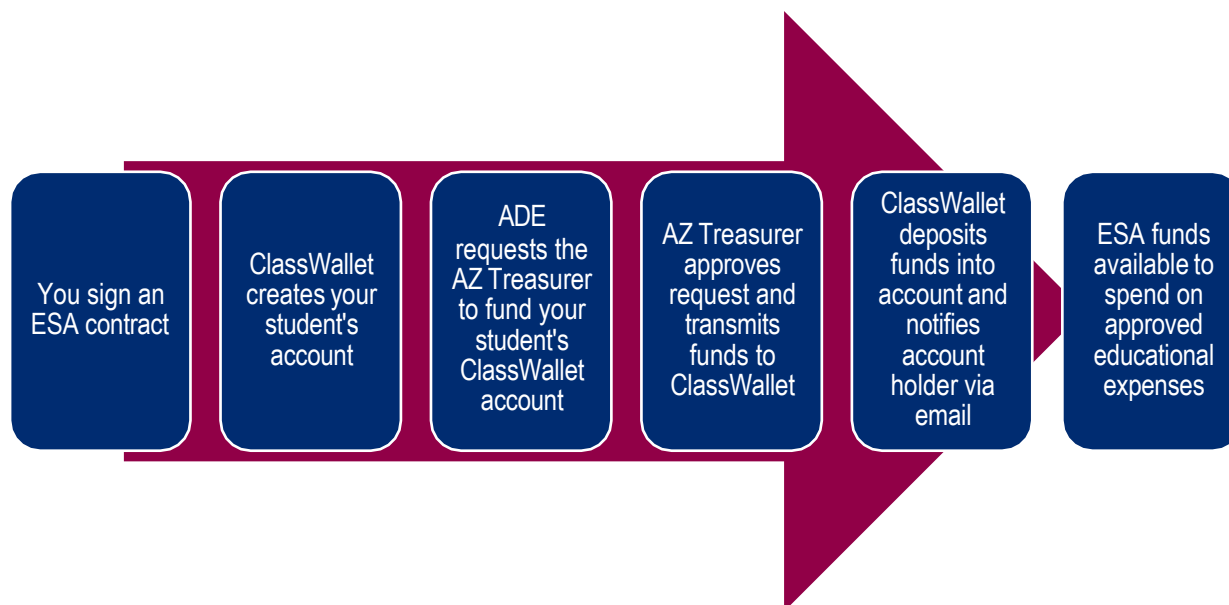 You sign an
ESA contract
ClassWallet
creates your
student's
account
ADE
requests the
AZ Treasurer
to fund your
student's
ClassWallet
account
AZ Treasurer
approves
request and
transmits
funds to
ClassWallet
ClassWallet
deposits
funds into
account and
notifies
account
holder via
email
ESA funds
available to
spend on
approved
educational
expenses